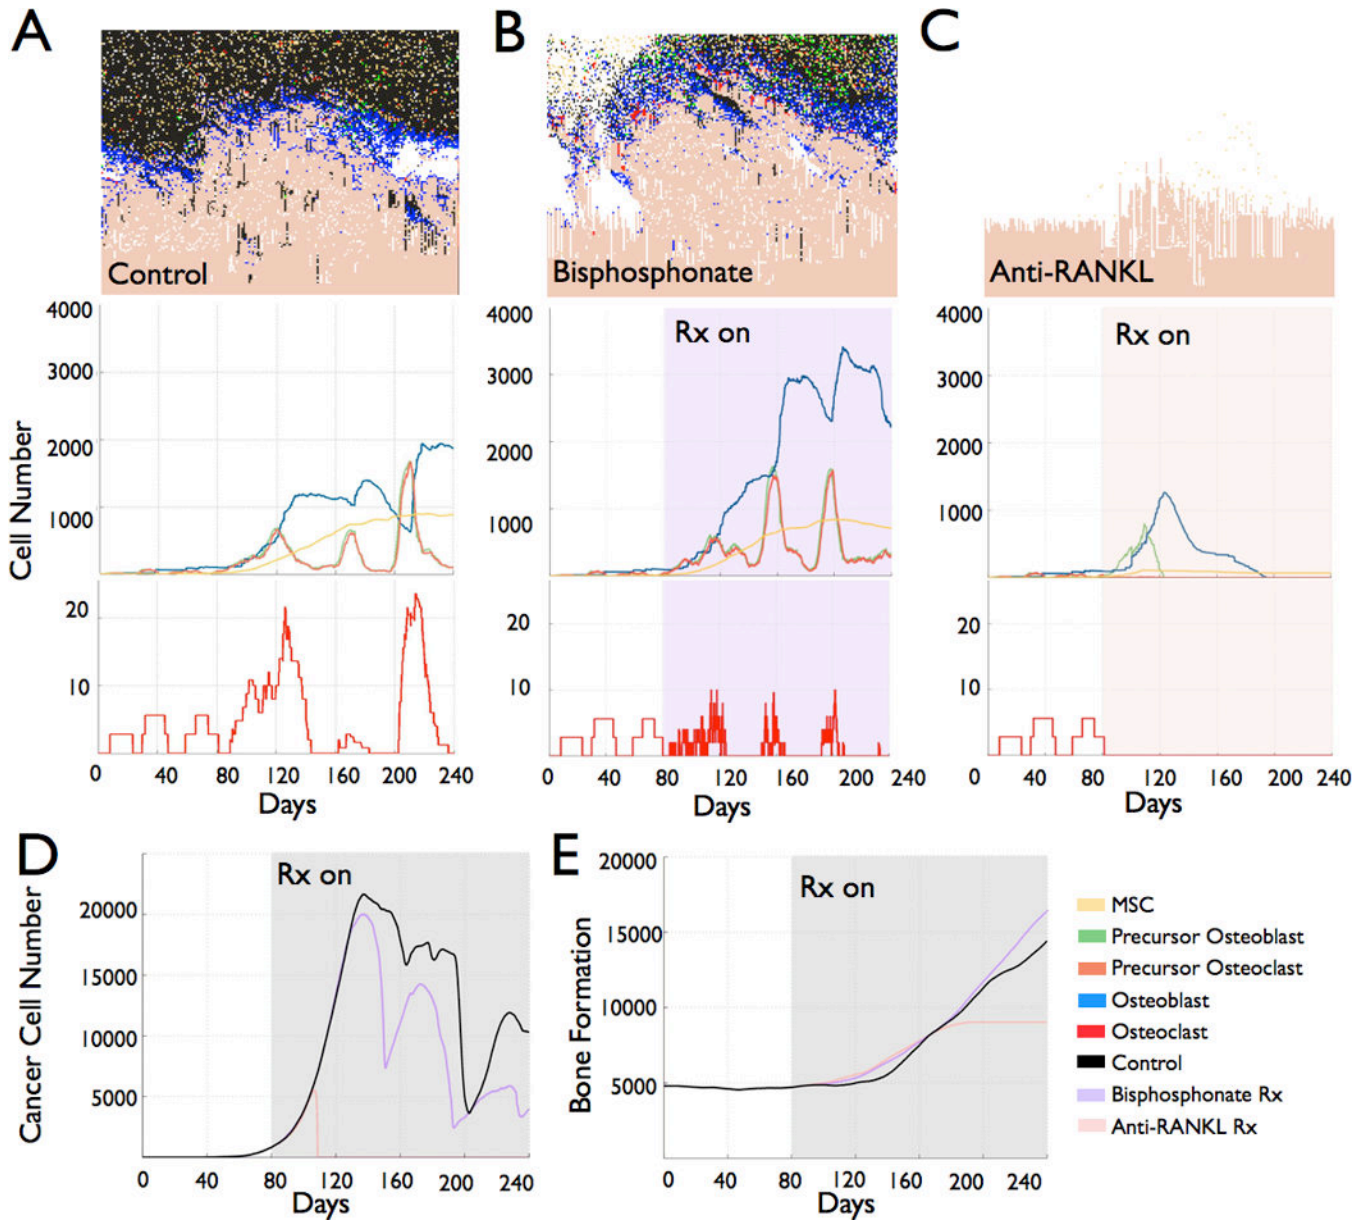 A
B
C
Control
Bisphosphonate
Anti-RANKL
4000
3000
2000
1000
Cell Number
20
10
0 40 80 120 160 200 240
Days
4000
3000
2000
1000
Rx on
20
10
0 40 80 120 160 200 240
Days
4000
3000
2000
1000
Rx on
20
10
0 40 80 120 160 200 240
Days
D
Rx on
Cancer Cell Number
20000
15000
10000
5000
0 40 80 120 160 200 240
Days
E
Rx on
Bone Formation
20000
15000
10000
5000
0 40 80 120 160 200 240
Days
MSC
Precursor Osteoblast
Precursor Osteoclast
Osteoblast
Osteoclast
Control
Bisphosphonate Rx
Anti-RANKL Rx